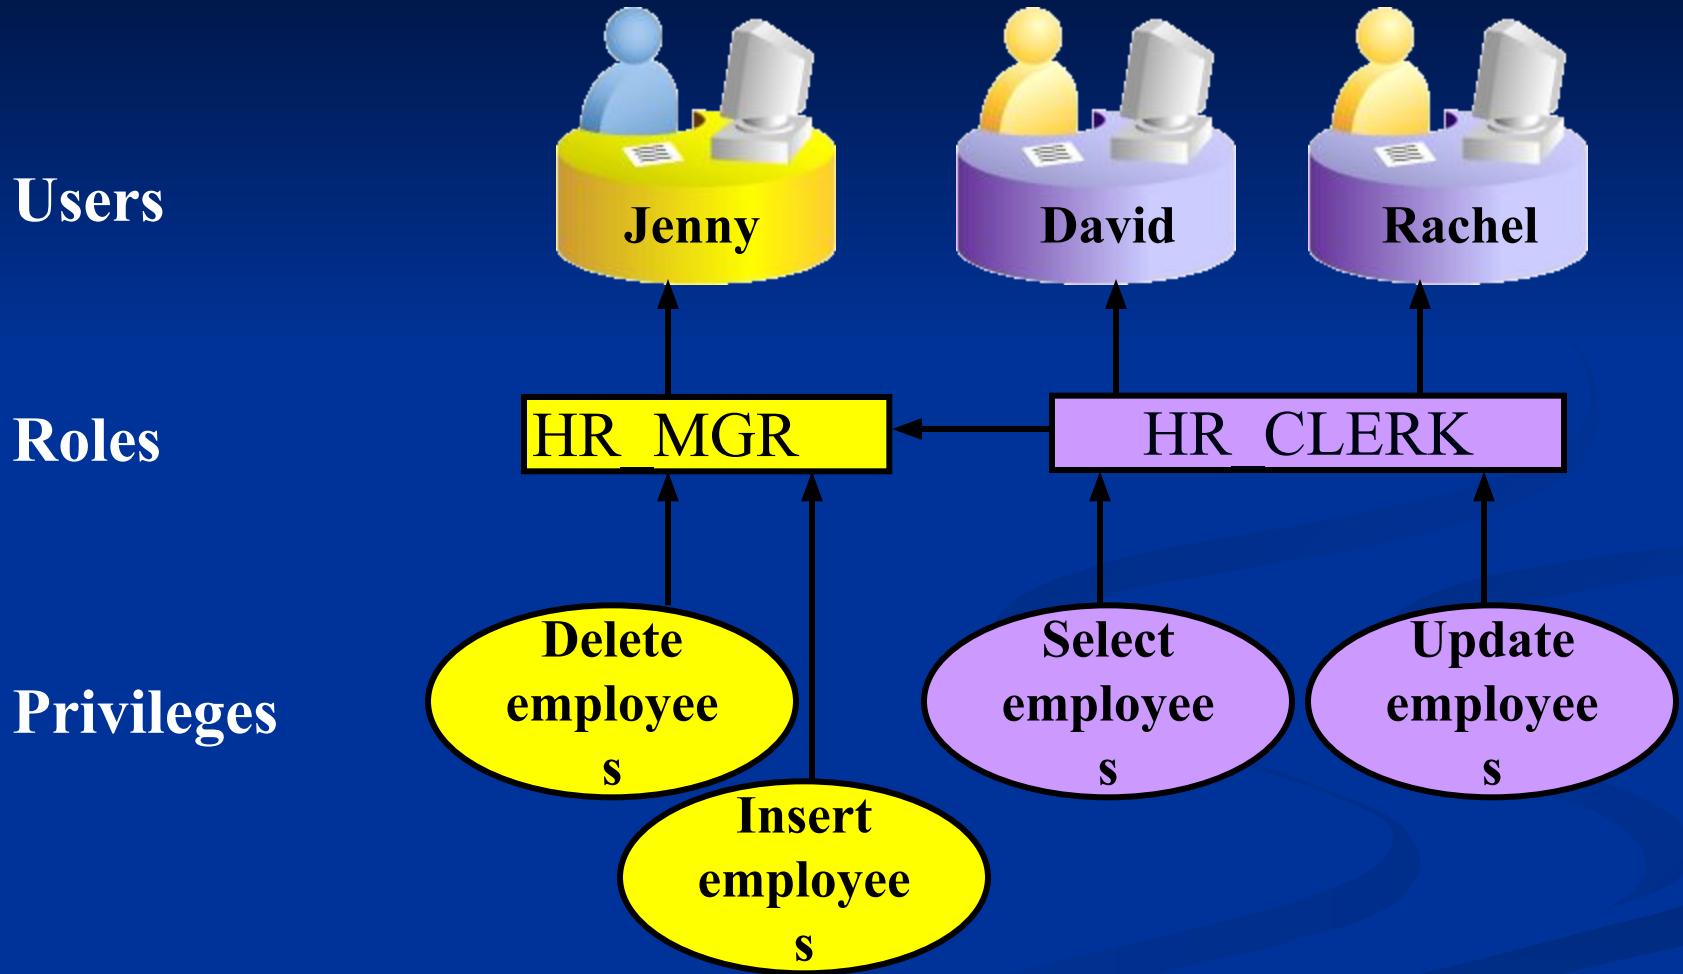 Users
Jenny
David
Rachel
Roles
HR_MGR
HR_CLERK
Privileges
Delete
employee
s
Insert
employee
s
Select
employee
s
Update
employee
s